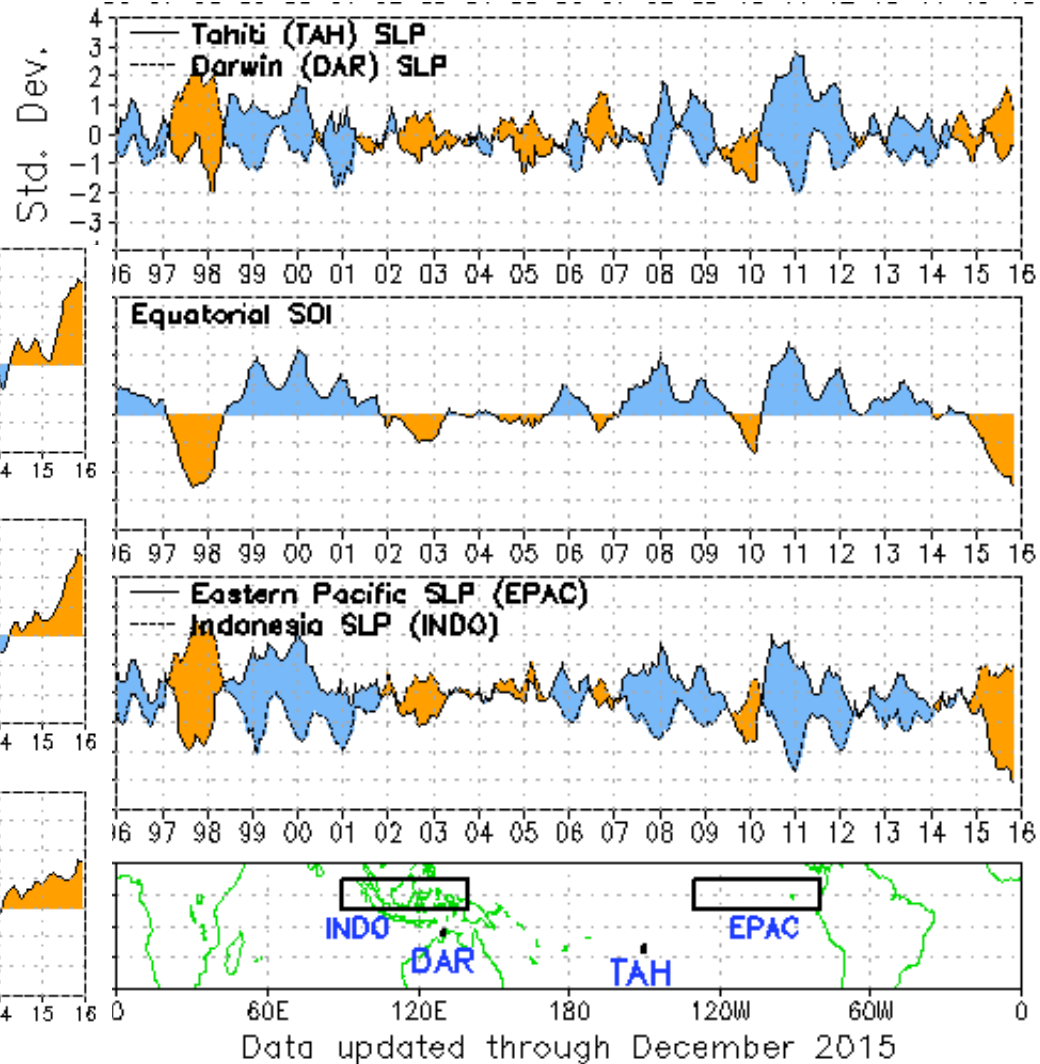 Std. Dev.
4
3
2
1
0
-1
-2
-3
Tahiti (TAH) SLP
Darwin (DAR) SLP
96 97 98 99 00 01 02 03 04 05 06 07 08 09 10 11 12 13 14 15 16
Equatorial SOI
4 15 16
96 97 98 99 00 01 02 03 04 05 06 07 08 09 10 11 12 13 14 15 16
Eastern Pacific SLP (EPAC)
Indonesia SLP (INDO)
4 15 16
96 97 98 99 00 01 02 03 04 05 06 07 08 09 10 11 12 13 14 15 16
INDO
EPAC
DAR
TAH
4 15 16
0 60E 120E 180 120W 60W 0
Data updated through December 2015